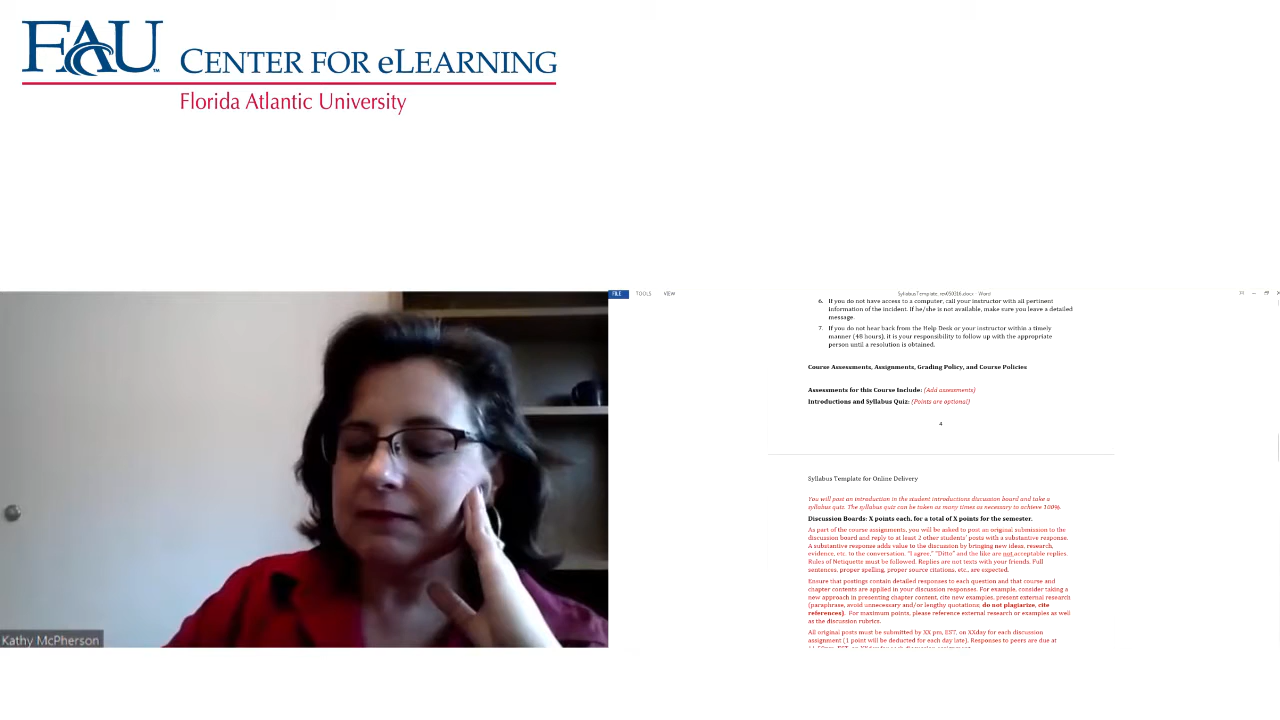 FAU™ CENTER FOR eLEARNING
Florida Atlantic University
FILE TOOLS VIEW
SyllabusTemplate, rev050316.docx - Word
6. If you do not have access to a computer, call your instructor with all pertinent
information of the incident. If he/she is not available, make sure you leave a detailed
message.
7. If you do not hear back from the Help Desk or your instructor within a timely
manner (48 hours), it is your responsibility to follow up with the appropriate
person until a resolution is obtained.
Course Assessments, Assignments, Grading Policy, and Course Policies
Assessments for this Course Include: (Add assessments)
Introductions and Syllabus Quiz: (Points are optional)
4
Syllabus Template for Online Delivery
You will post an introduction in the student introductions discussion board and take a
syllabus quiz. The syllabus quiz can be taken as many times as necessary to achieve 100%.
Discussion Boards: X points each, for a total of X points for the semester.
As part of the course assignments, you will be asked to post an original submission to the
discussion board and reply to at least 2 other students' posts with a substantive response.
A substantive response adds value to the discussion by bringing new ideas, research,
evidence, etc. to the conversation. "I agree," "Ditto" and the like are not acceptable replies.
Rules of Netiquette must be followed. Replies are not texts with your friends. Full
sentences, proper spelling, proper source citations, etc., are expected.
Ensure that postings contain detailed responses to each question and that course and
chapter contents are applied in your discussion responses. For example, consider taking a
new approach in presenting chapter content, cite new examples, present external research
(paraphrase, avoid unnecessary and/or lengthy quotations; do not plagiarize, cite
references). For maximum points, please reference external research or examples as well
as the discussion rubrics.
All original posts must be submitted by XX pm, EST, on XXday for each discussion
assignment (1 point will be deducted for each day late). Responses to peers are due at
Kathy McPherson